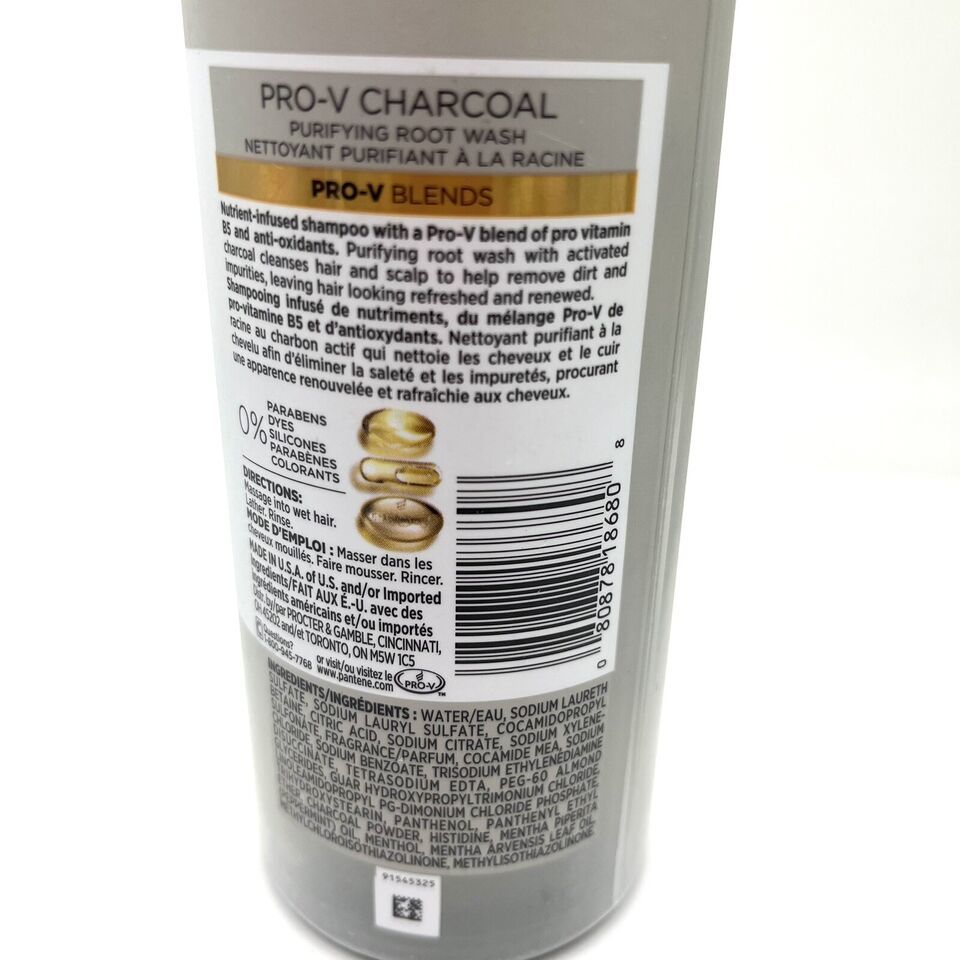 PRO-V CHARCOAL
PURIFYING ROOT WASH
NETTOYANT PURIFIANT À LA RACINE
PRO-V BLENDS
Nutrient-infused shampoo with a Pro-V blend of pro vitamin
B5 and anti-oxidants. Purifying root wash with activated
charcoal cleanses hair and scalp to help remove dirt and
impurities, leaving hair looking refreshed and renewed.
Shampooing infusé de nutriments, du mélange Pro-V de
pro-vitamine B5 et d'antioxydants. Nettoyant purifiant à la
racine au charbon actif qui nettoie les cheveux et le cuir
chevelu afin d'éliminer la saleté et les impuretés, procurant
une apparence renouvelée et rafraîchie aux cheveux.
0%
PARABENS
DYES
SILICONES
PARABÈNES
COLORANTS
DIRECTIONS:
Massage into wet hair.
Lather. Rinse.
MODE D'EMPLOI : Masser dans les
cheveux mouillés. Faire mousser. Rincer.
MADE IN U.S.A. of U.S. and/or Imported
Ingredients/FAIT AUX É.-U. avec des
ingrédients américains et/ou importés
Distr. by/par PROCTER & GAMBLE, CINCINNATI,
OH 45202 and/et TORONTO, ON M5W 1C5
Questions?
1-800-945-7768 or visit/ou visitez le
www.pantene.com
PRO-V
TM
0 80878 18680 8
INGREDIENTS/INGRÉDIENTS : WATER/EAU, SODIUM LAURETH
SULFATE, SODIUM LAURYL SULFATE, COCAMIDOPROPYL
BETAINE, CITRIC ACID, SODIUM CITRATE, SODIUM XYLENE-
SULFONATE, FRAGRANCE/PARFUM, COCAMIDE MEA, SODIUM
CHLORIDE, SODIUM BENZOATE, TRISODIUM ETHYLENEDIAMINE
DISUCCINATE, TETRASODIUM EDTA, PEG-60 ALMOND
GLYCERIDES, GUAR HYDROXYPROPYLTRIMONIUM CHLORIDE,
LINOLEAMIDOPROPYL PG-DIMONIUM CHLORIDE PHOSPHATE,
TRIHYDROXYSTEARIN, PANTHENOL, PANTHENYL ETHYL
ETHER, CHARCOAL POWDER, HISTIDINE, MENTHA PIPERITA
(PEPPERMINT) OIL, MENTHOL, MENTHA ARVENSIS LEAF OIL,
METHYLCHLOROISOTHIAZOLINONE, METHYLISOTHIAZOLINONE
91545325